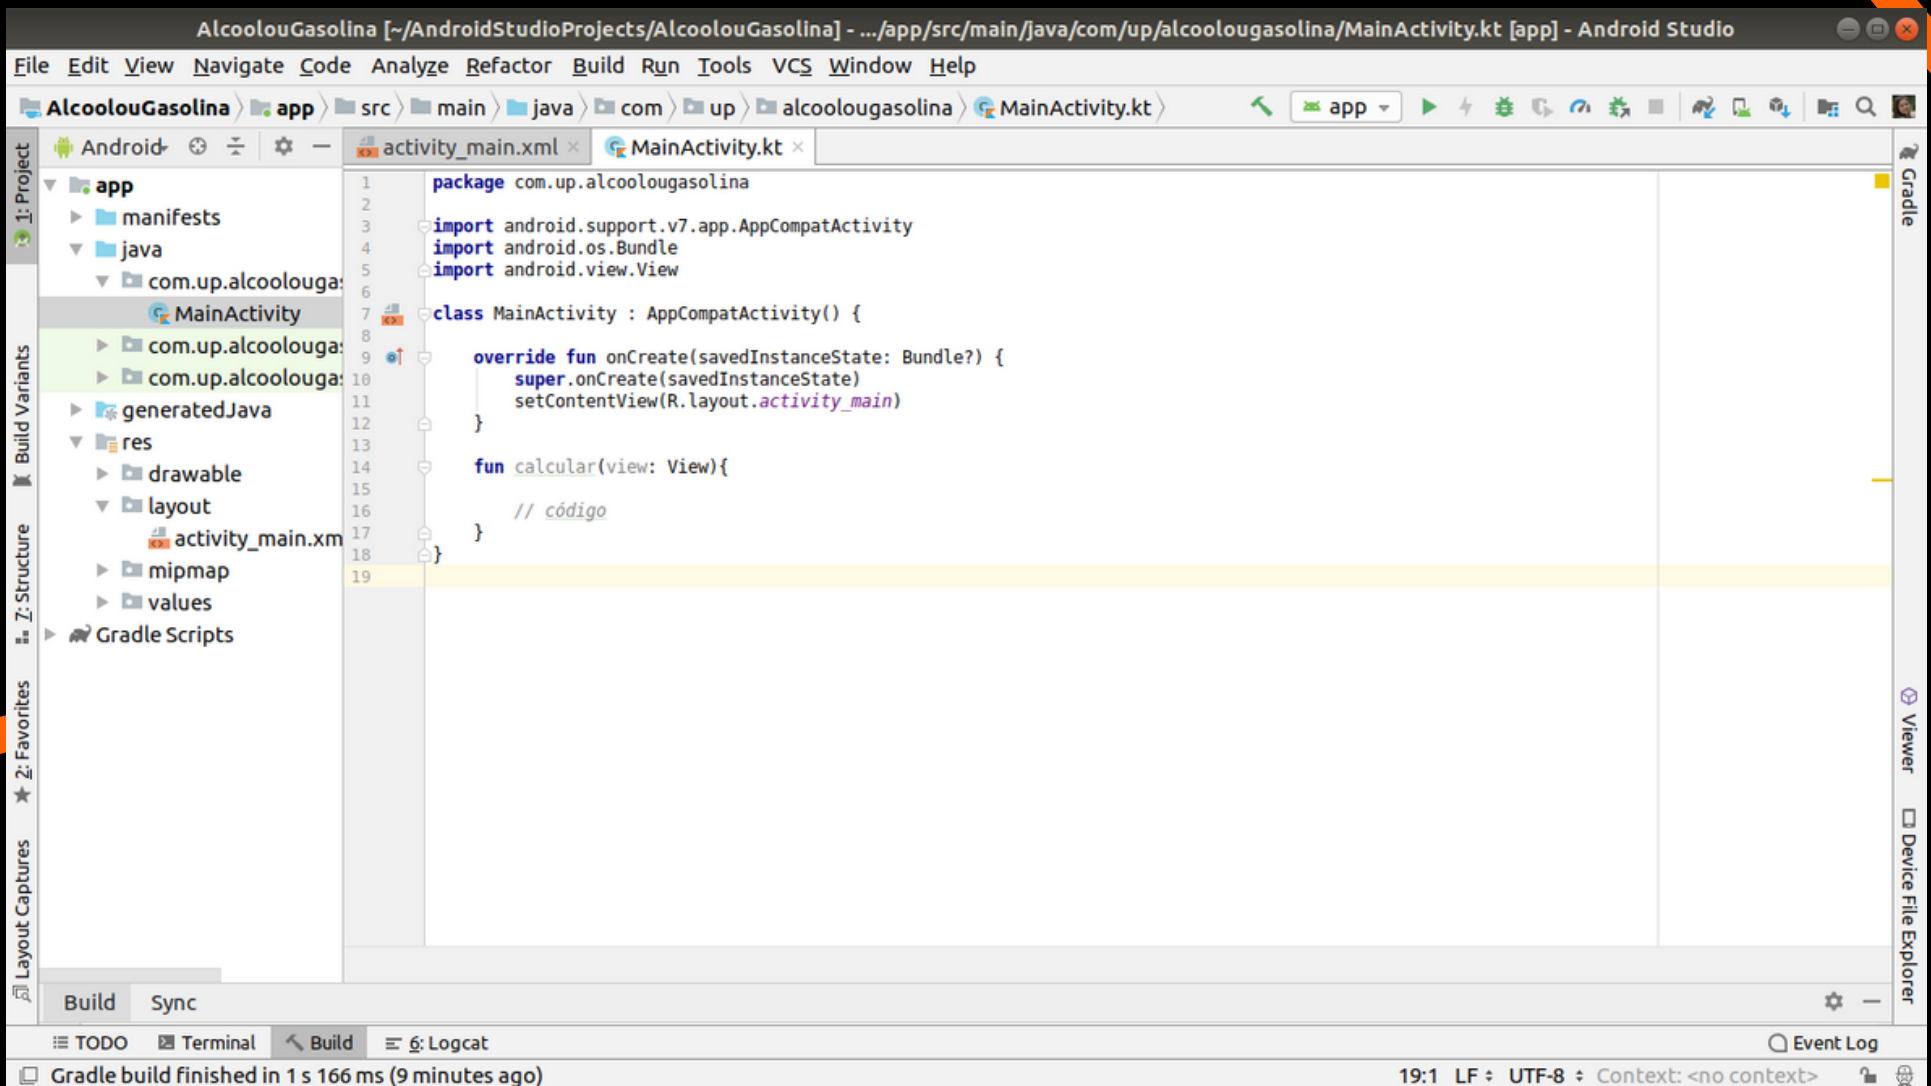 AlcoolouGasolina [~/AndroidStudioProjects/AlcoolouGasolina] - .../app/src/main/java/com/up/alcoolougasolina/MainActivity.kt [app] - Android Studio
File Edit View Navigate Code Analyze Refactor Build Run Tools VCS Window Help
AlcoolouGasolina app src main java com up alcoolougasolina MainActivity.kt app
Android
activity_main.xml MainActivity.kt
1: Project
Build Variants
7: Structure
2: Favorites
Layout Captures
app
manifests
java
com.up.alcoolouga
MainActivity
com.up.alcoolouga
com.up.alcoolouga
generatedJava
res
drawable
layout
activity_main.xm
mipmap
values
Gradle Scripts
1 package com.up.alcoolougasolina
2
3 import android.support.v7.app.AppCompatActivity
4 import android.os.Bundle
5 import android.view.View
6
7 class MainActivity : AppCompatActivity() {
8
9 override fun onCreate(savedInstanceState: Bundle?) {
10 super.onCreate(savedInstanceState)
11 setContentView(R.layout.activity_main)
12 }
13
14 fun calcular(view: View){
15
16 // código
17 }
18 }
19
Gradle
Viewer
Device File Explorer
Build Sync
TODO Terminal Build 6: Logcat Event Log
Gradle build finished in 1 s 166 ms (9 minutes ago) 19:1 LF UTF-8 Context: <no context>